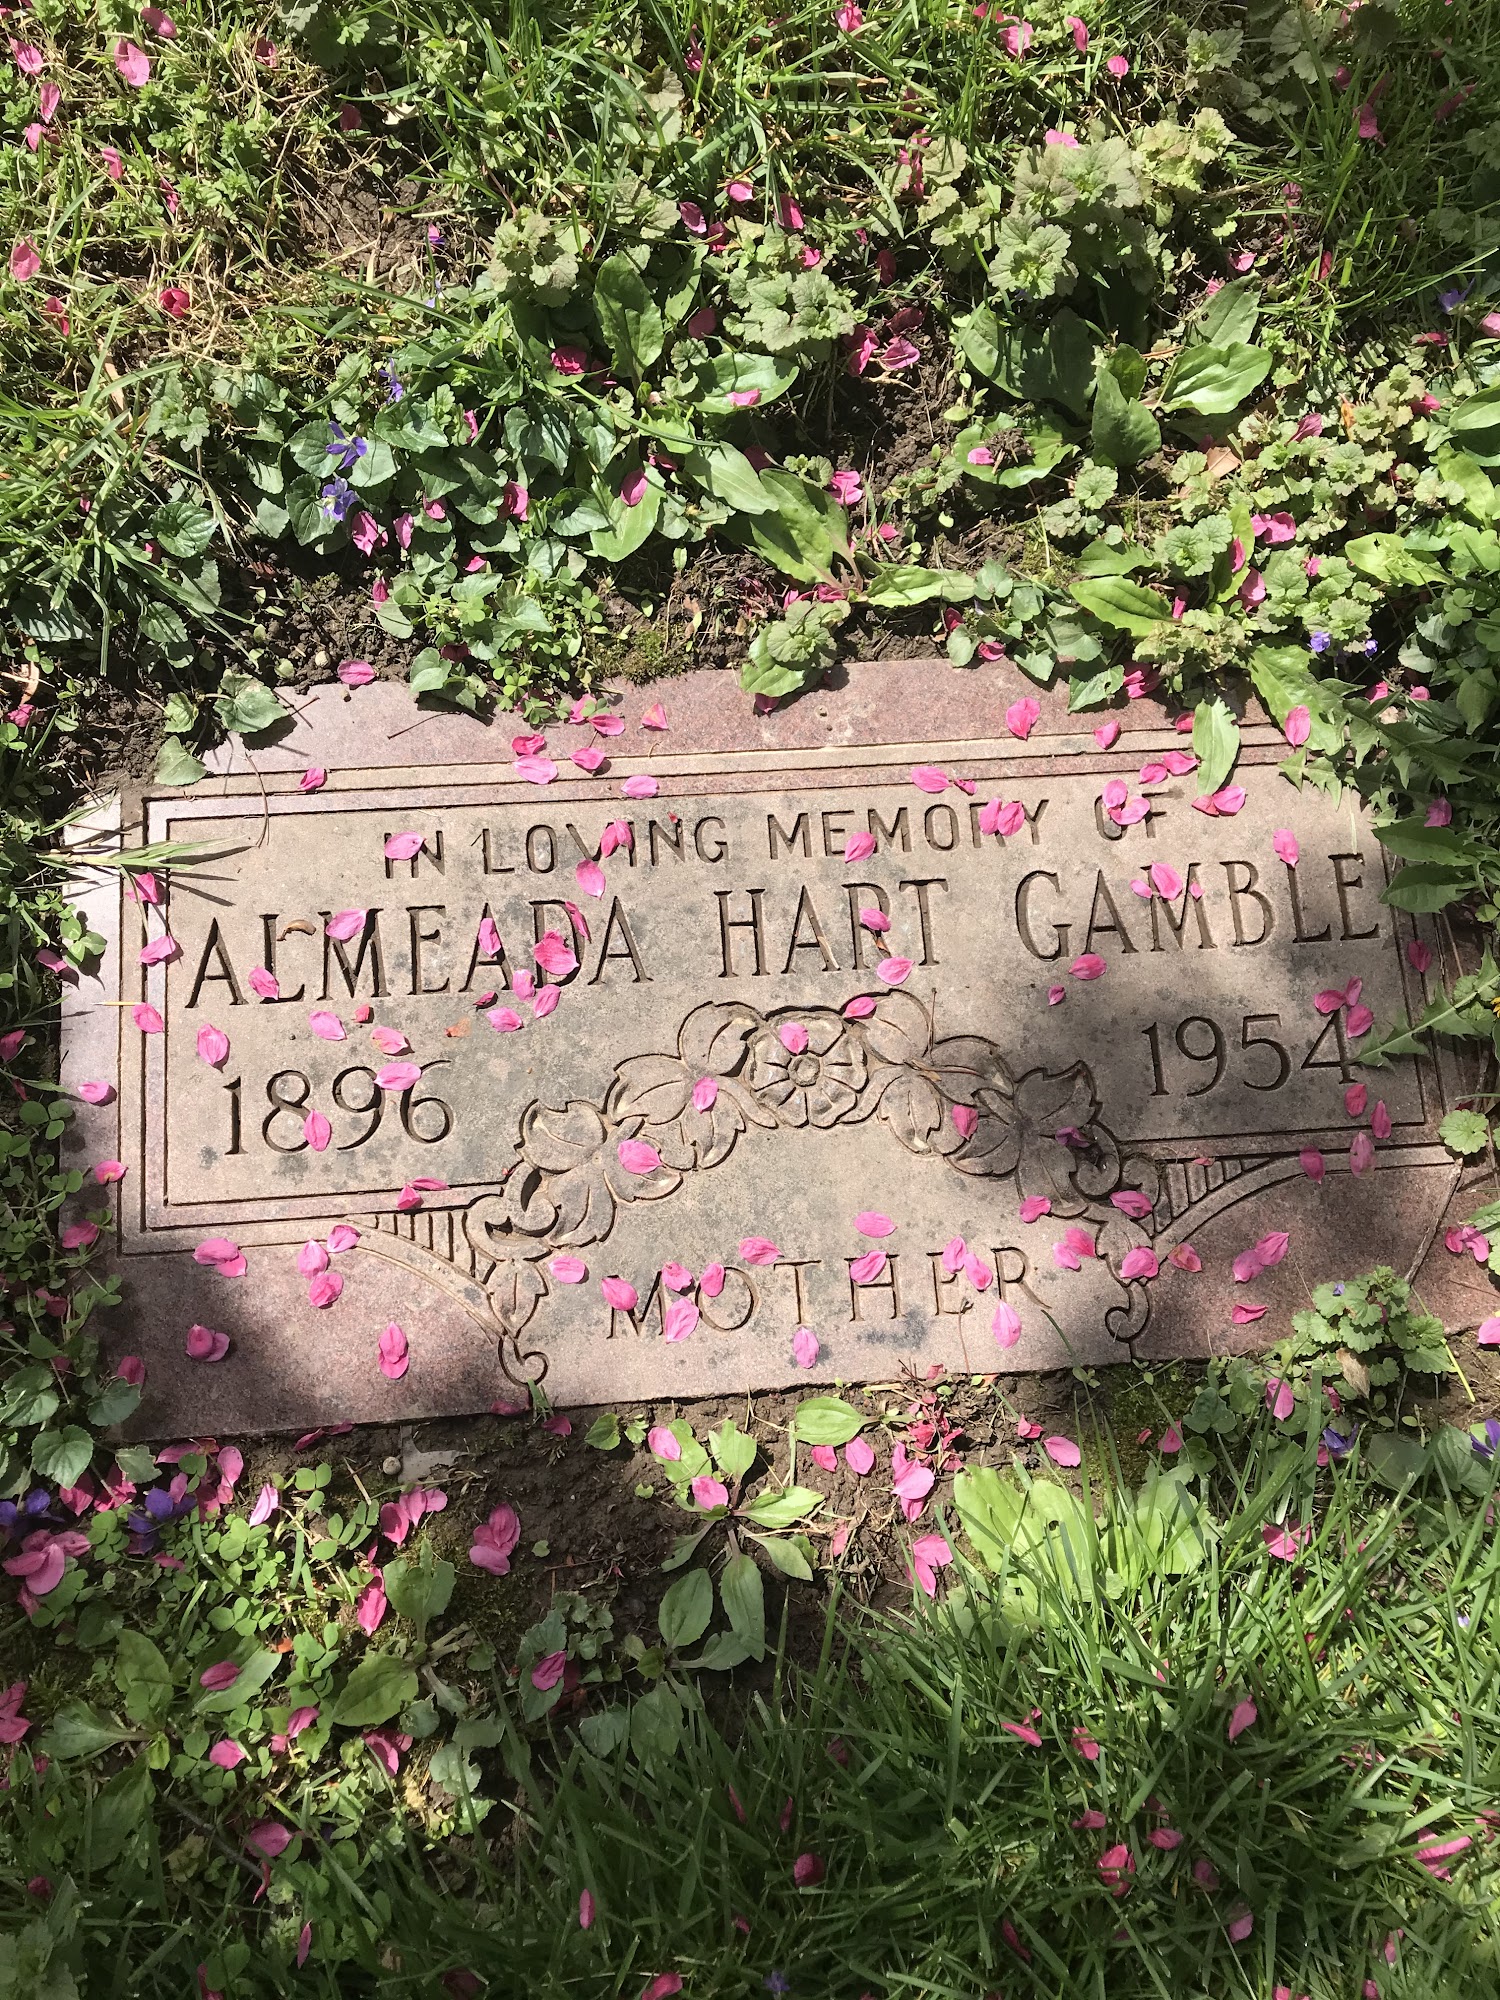 IN LOVING MEMORY OF
ALMEADA HART GAMBLE
1896 1954
MOTHER